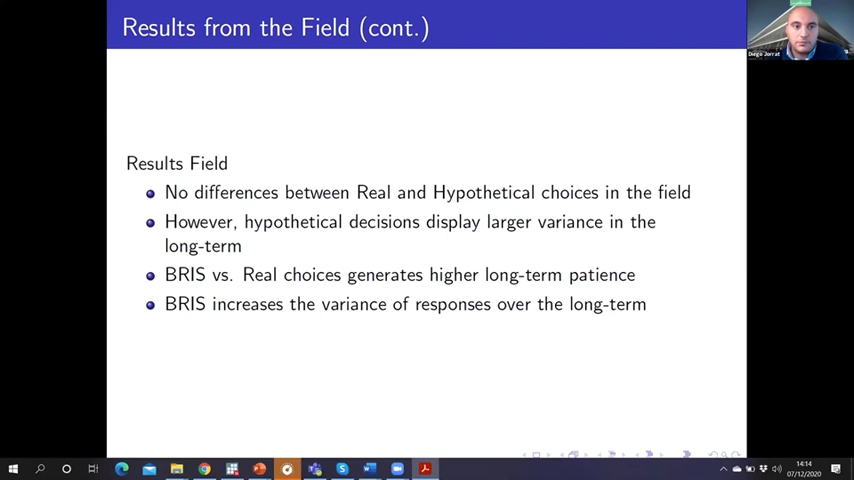 Results from the Field (cont.)
Diego Jorrat
Results Field
No differences between Real and Hypothetical choices in the field
However, hypothetical decisions display larger variance in the
long-term
BRIS vs. Real choices generates higher long-term patience
BRIS increases the variance of responses over the long-term
14:14
07/12/2020